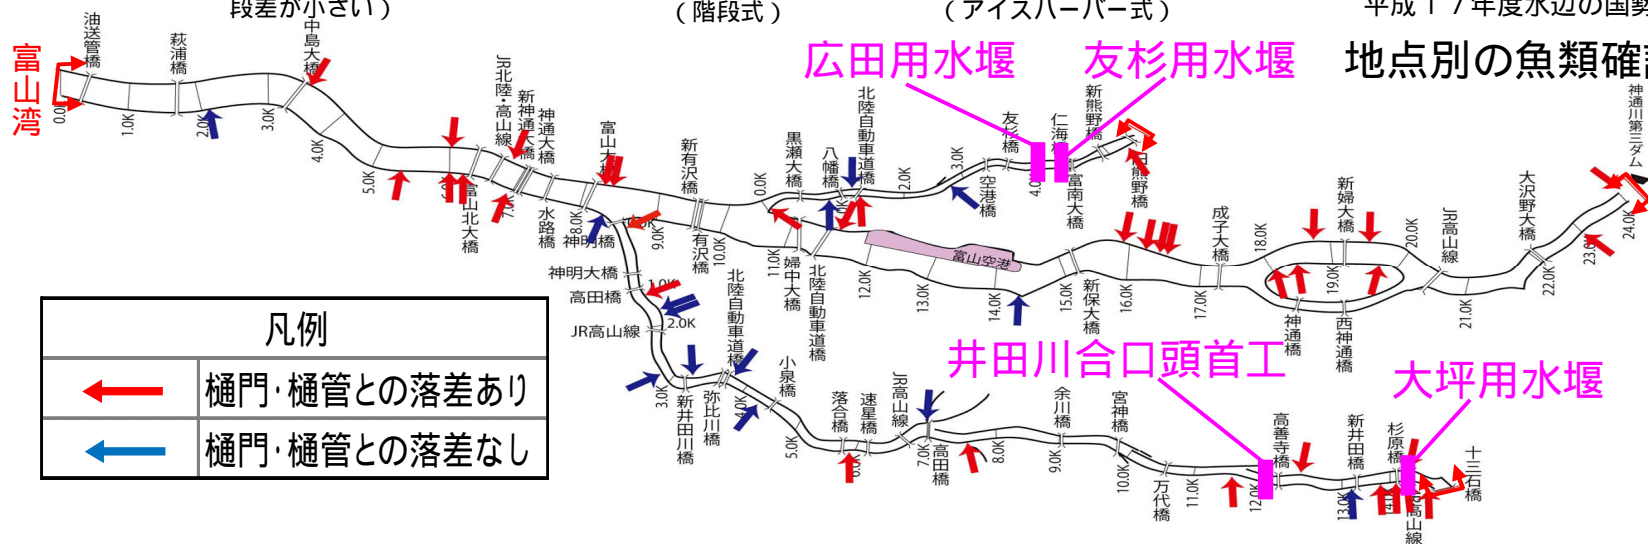 段差が小さい）
（階段式）
（アイスハーバー式）
平成１７年度水辺の国勢
地点別の魚類確認
富山湾
広田用水堰
友杉用水堰
井田川合口頭首工
大坪用水堰
油送管橋
萩浦橋
中島大橋
JR北陸・高山線
新神通大橋
神通大橋
富山大橋
新有沢橋
黒瀬大橋
八幡橋
北陸自動車道橋
友杉橋
新熊野橋
神通川第三ダム
0.0K
1.0K
2.0K
3.0K
4.0K
5.0K
7.0K
富山北大橋
水路橋
8.0K
神明橋
9.0K
有沢橋
10.0K
11.0K
婦中大橋
北陸自動車道橋
12.0K
13.0K
富山空港
14.0K
15.0K
新保大橋
16.0K
17.0K
成子大橋
18.0K
19.0K
新婦大橋
神通橋
西神通橋
20.0K
JR高山線
21.0K
大沢野大橋
22.0K
23.0K
24.0K
0.0K
2.0K
3.0K
空港橋
富南大橋
神明大橋
高田橋
1.0K
JR高山線
2.0K
3.0K
新井田川橋
弥比川橋
北陸自動車道橋
4.0K
小泉橋
5.0K
落合橋
速星橋
JR高山線
7.0K
高田橋
8.0K
余川橋
9.0K
宮神橋
10.0K
万代橋
11.0K
12.0K
高善寺橋
新井田橋
13.0K
杉原橋
高山線
十三石橋
凡例
樋門・樋管との落差あり
樋門・樋管との落差なし